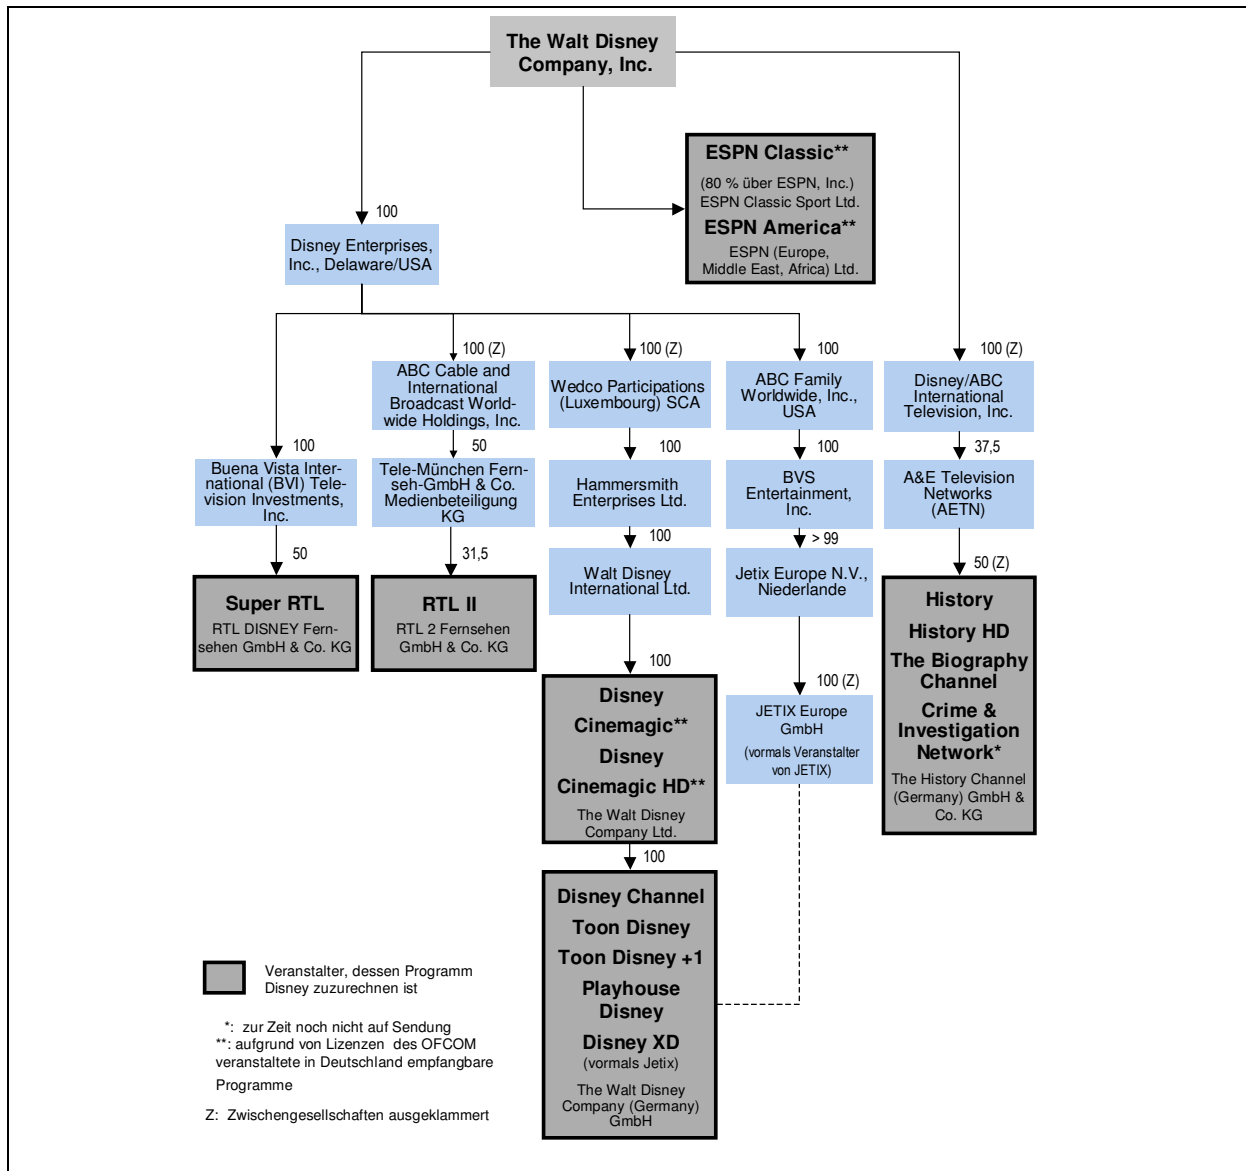 The Walt Disney
Company, Inc.
ESPN Classic**
(80 % über ESPN, Inc.)
ESPN Classic Sport Ltd.
ESPN America**
ESPN (Europe,
Middle East, Africa) Ltd.
100
Disney Enterprises,
Inc., Delaware/USA
100 (Z)
ABC Cable and
International
Broadcast World-
wide Holdings, Inc.
100 (Z)
Wedco Participations
(Luxembourg) SCA
100
ABC Family
Worldwide, Inc.,
USA
100 (Z)
Disney/ABC
International
Television, Inc.
100
Buena Vista Inter-
national (BVI) Tele-
vision Investments,
Inc.
50
Tele-München Fern-
seh-GmbH & Co.
Medienbeteiligung
KG
100
Hammersmith
Enterprises Ltd.
100
BVS
Entertainment,
Inc.
37,5
A&E Television
Networks
(AETN)
50
Super RTL
RTL DISNEY Fern-
sehen GmbH & Co. KG
31,5
RTL II
RTL 2 Fernsehen
GmbH & Co. KG
100
Walt Disney
International Ltd.
> 99
Jetix Europe N.V.,
Niederlande
50 (Z)
History
History HD
The Biography
Channel
Crime &
Investigation
Network*
The History Channel
(Germany) GmbH &
Co. KG
100
Disney
Cinemagic**
Disney
Cinemagic HD**
The Walt Disney
Company Ltd.
100 (Z)
JETIX Europe
GmbH
(vormals Veranstalter
von JETIX)
100
Disney Channel
Toon Disney
Toon Disney +1
Playhouse
Disney
Disney XD
(vormals Jetix)
The Walt Disney
Company (Germany)
GmbH
Veranstalter, dessen Programm
Disney zuzurechnen ist
*: zur Zeit noch nicht auf Sendung
**: aufgrund von Lizenzen des OFCOM
veranstaltete in Deutschland empfangbare
Programme
Z: Zwischengesellschaften ausgeklammert